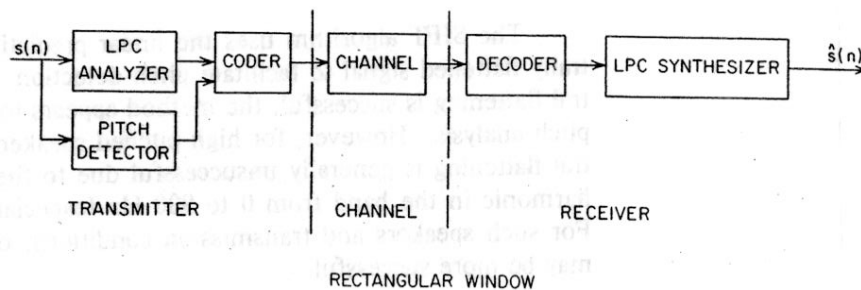 s(n)
LPC
ANALYZER
CODER
CHANNEL
DECODER
LPC SYNTHESIZER
ŝ(n)
PITCH
DETECTOR
TRANSMITTER
CHANNEL
RECEIVER
RECTANGULAR WINDOW